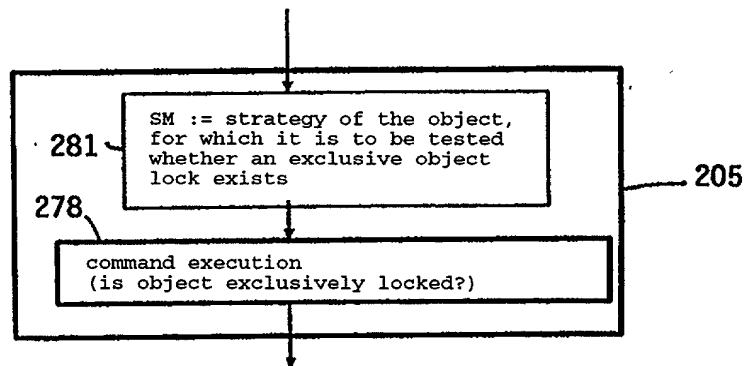 SM := strategy of the object,
for which it is to be tested
whether an exclusive object
lock exists
281
205
278
command execution
(is object exclusively locked?)